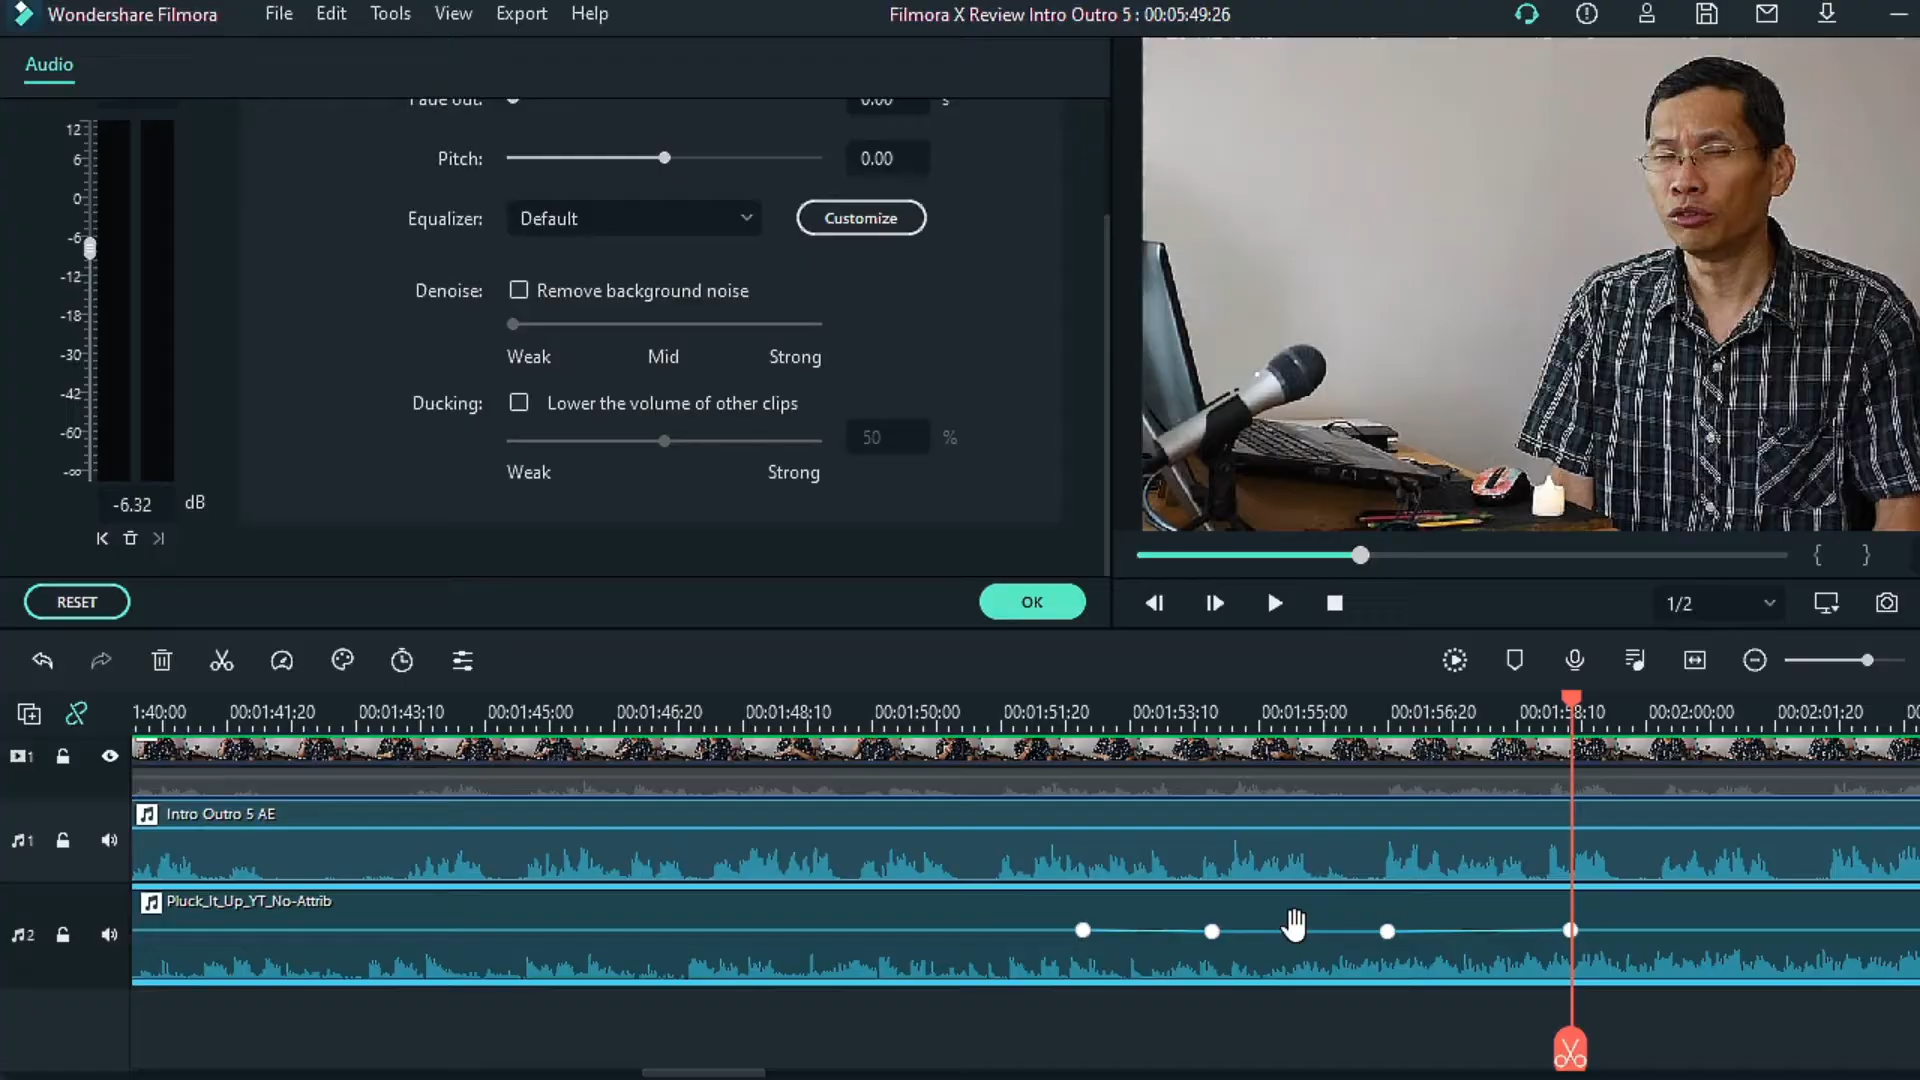 Wondershare Filmora File Edit Tools View Export Help Filmora X Review Intro Outro 5 : 00:05:49:26
Audio
Fade out: 0.00 s
12
6
0
-6
-12
-18
-30
-42
-60
-∞
-6.32 dB
Pitch: 0.00
Equalizer: Default Customize
Denoise: Remove background noise
Weak Mid Strong
Ducking: Lower the volume of other clips
50 %
Weak Strong
RESET OK
1/2
1:40:00 00:01:41:20 00:01:43:10 00:01:45:00 00:01:46:20 00:01:48:10 00:01:50:00 00:01:51:20 00:01:53:10 00:01:55:00 00:01:56:20 00:01:58:10 00:02:00:00 00:02:01:20 00
1
Intro Outro 5 AE
1
Pluck_It_Up_YT_No-Attrib
2